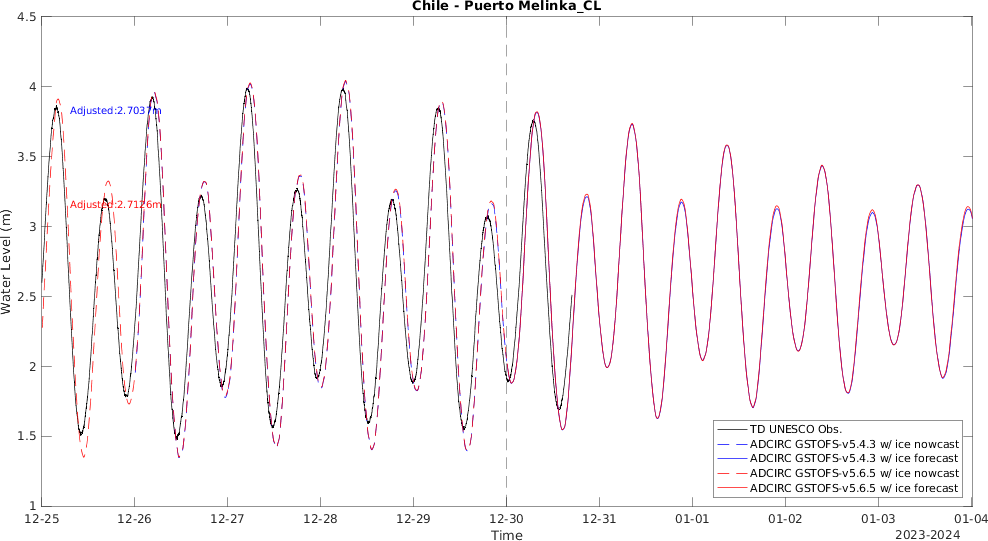 Chile - Puerto Melinka_CL
4.5
4
3.5
3
2.5
2
1.5
1
Water Level (m)
Adjusted:2.7037m
Adjusted:2.7126m
TD UNESCO Obs.
ADCIRC GSTOFS-v5.4.3 w/ ice nowcast
ADCIRC GSTOFS-v5.4.3 w/ ice forecast
ADCIRC GSTOFS-v5.6.5 w/ ice nowcast
ADCIRC GSTOFS-v5.6.5 w/ ice forecast
12-25 12-26 12-27 12-28 12-29 12-30 12-31 01-01 01-02 01-03 01-04
Time 2023-2024